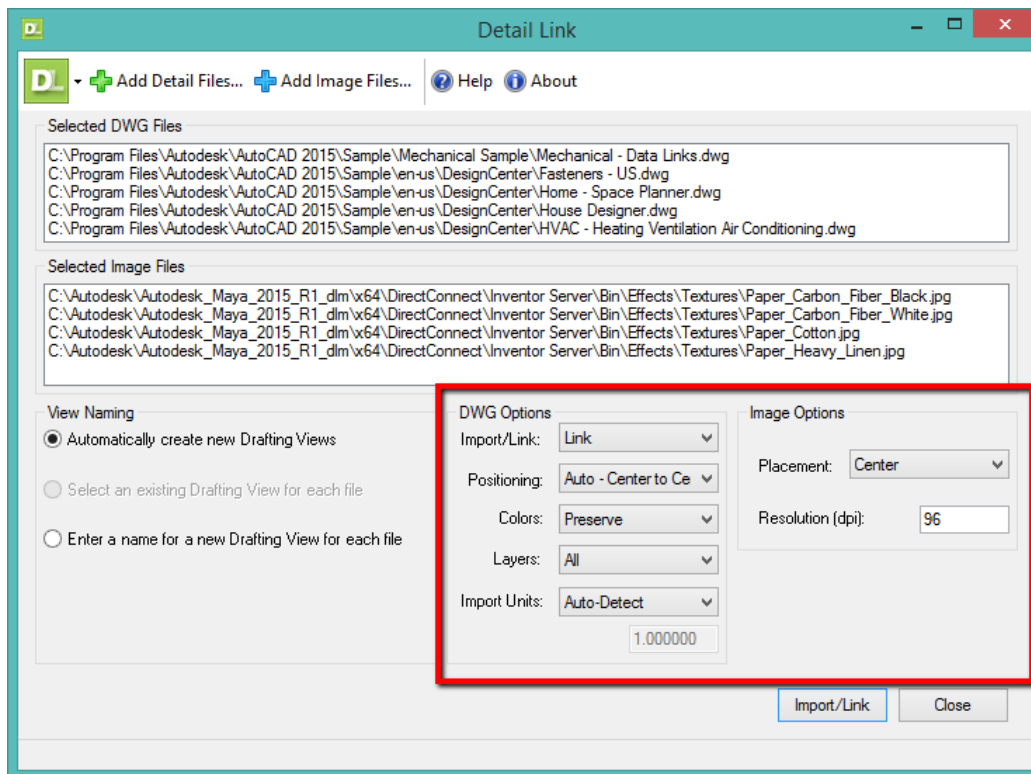 DL
Detail Link
DL
Add Detail Files... Add Image Files... Help About
Selected DWG Files
C:\Program Files\Autodesk\AutoCAD 2015\Sample\Mechanical Sample\Mechanical - Data Links.dwg
C:\Program Files\Autodesk\AutoCAD 2015\Sample\en-us\DesignCenter\Fasteners - US.dwg
C:\Program Files\Autodesk\AutoCAD 2015\Sample\en-us\DesignCenter\Home - Space Planner.dwg
C:\Program Files\Autodesk\AutoCAD 2015\Sample\en-us\DesignCenter\House Designer.dwg
C:\Program Files\Autodesk\AutoCAD 2015\Sample\en-us\DesignCenter\HVAC - Heating Ventilation Air Conditioning.dwg
Selected Image Files
C:\Autodesk\Autodesk_Maya_2015_R1_dlm\x64\DirectConnect\Inventor Server\Bin\Effects\Textures\Paper_Carbon_Fiber_Black.jpg
C:\Autodesk\Autodesk_Maya_2015_R1_dlm\x64\DirectConnect\Inventor Server\Bin\Effects\Textures\Paper_Carbon_Fiber_White.jpg
C:\Autodesk\Autodesk_Maya_2015_R1_dlm\x64\DirectConnect\Inventor Server\Bin\Effects\Textures\Paper_Cotton.jpg
C:\Autodesk\Autodesk_Maya_2015_R1_dlm\x64\DirectConnect\Inventor Server\Bin\Effects\Textures\Paper_Heavy_Linen.jpg
View Naming
Automatically create new Drafting Views
Select an existing Drafting View for each file
Enter a name for a new Drafting View for each file
DWG Options
Import/Link: Link
Positioning: Auto - Center to Ce
Colors: Preserve
Layers: All
Import Units: Auto-Detect
1.000000
Image Options
Placement: Center
Resolution (dpi): 96
Import/Link Close